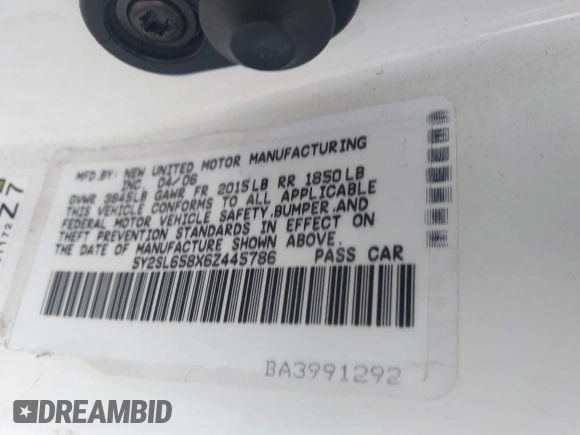 MFD.BY: NEW UNITED MOTOR MANUFACTURING
INC. 04/06
GVWR 3845LB GAWR FR 2015LB RR 1850LB
THIS VEHICLE CONFORMS TO ALL APPLICABLE
FEDERAL MOTOR VEHICLE SAFETY,BUMPER,AND
THEFT PREVENTION STANDARDS IN EFFECT ON
THE DATE OF MANUFACTURE SHOWN ABOVE.
5Y2SL658X6Z445786 PASS CAR
BA3991292
Z7
DREAMBID